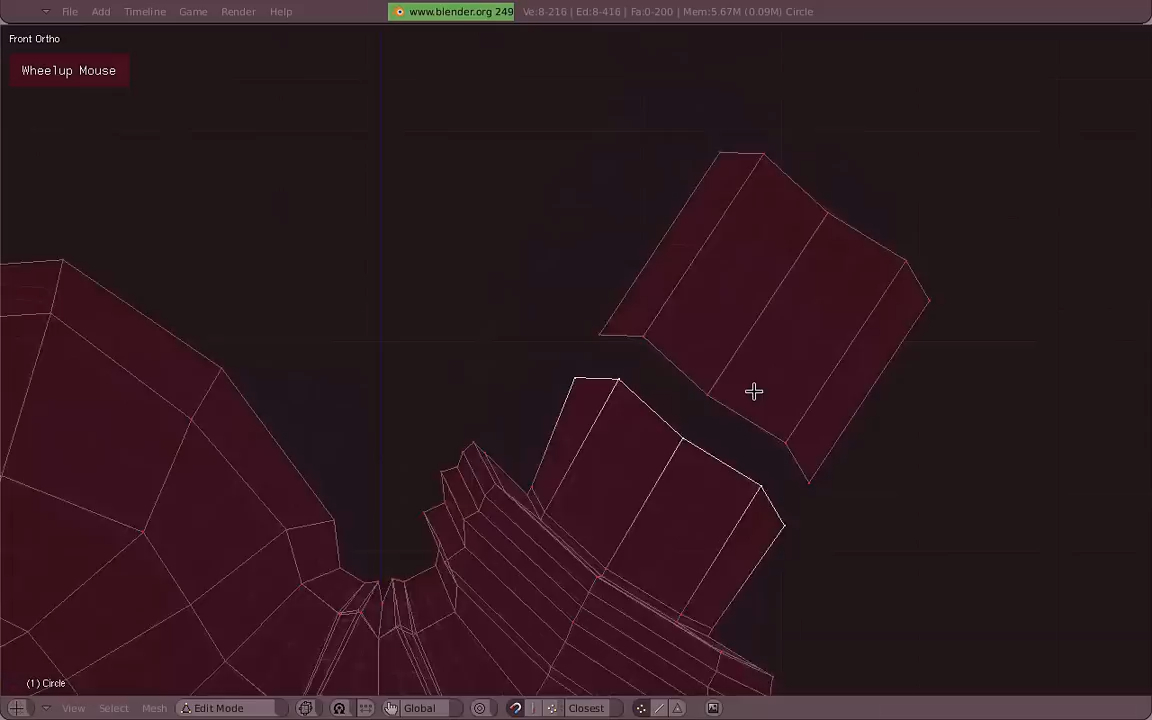 File Add Timeline Game Render Help www.blender.org 249 Ve:8-216 | Ed:8-416 | Fa:0-200 | Mem:5.67M (0.09M) Circle
Front Ortho
Wheelup Mouse
(1) Circle
View Select Mesh Edit Mode Global Closest